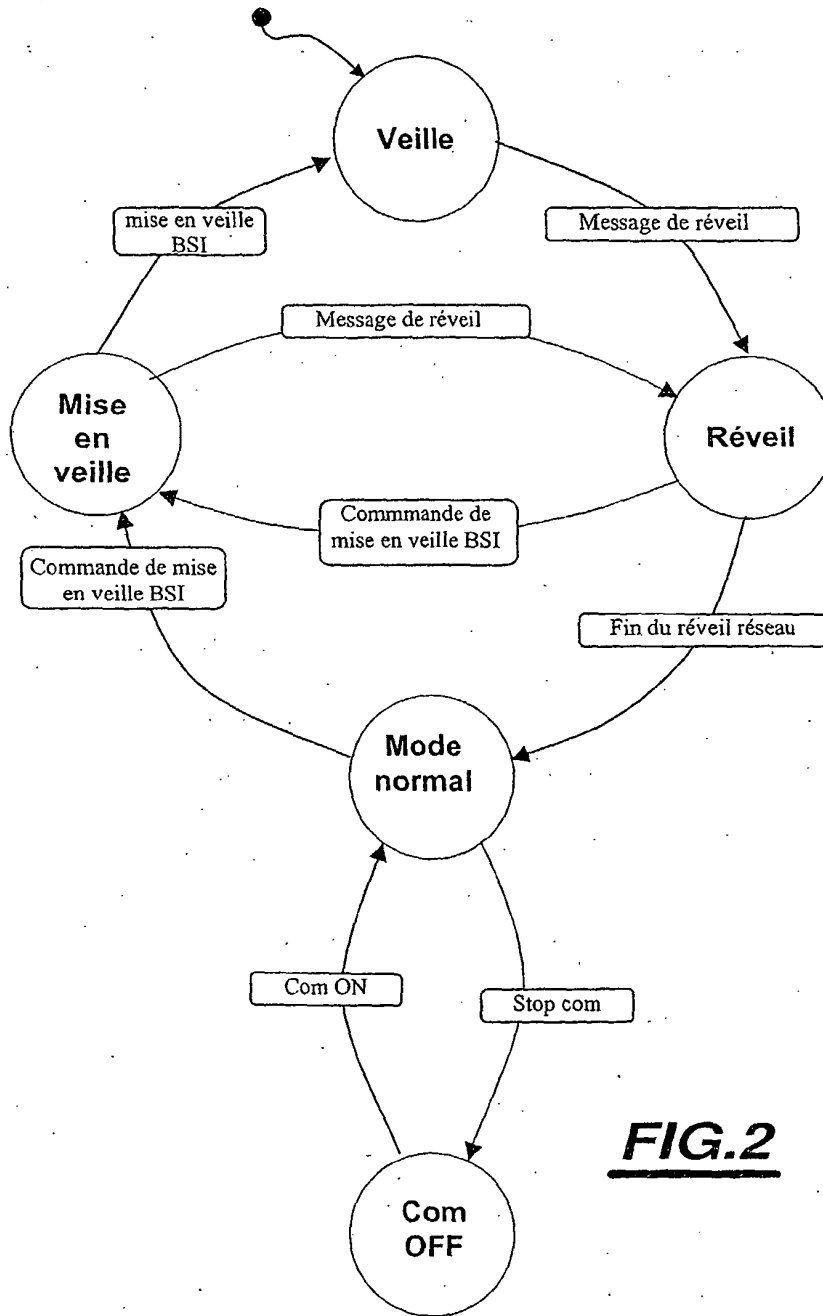 Veille
mise en veille
BSI
Message de réveil
Message de réveil
Mise
en
veille
Réveil
Commmande de
mise en veille BSI
Commande de mise
en veille BSI
Fin du réveil réseau
Mode
normal
Com ON
Stop com
FIG.2
Com
OFF